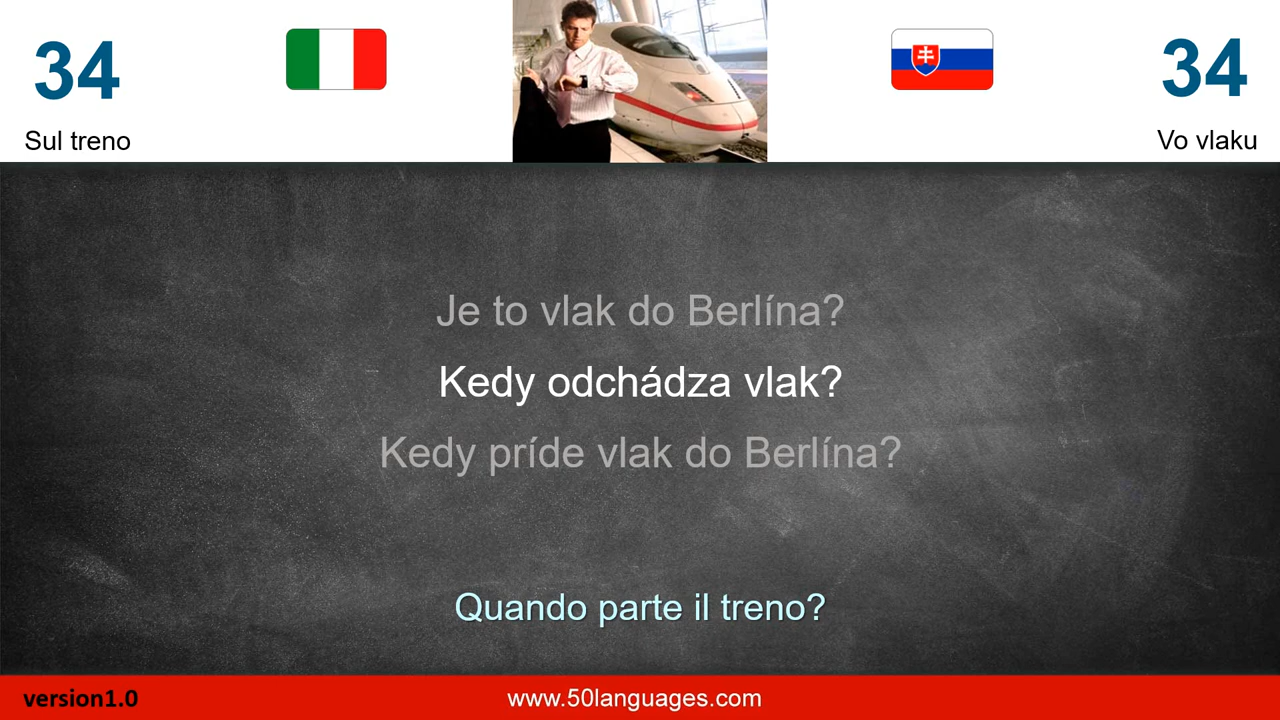 34
34
Sul treno
Vo vlaku
Je to vlak do Berlína?
Kedy odchádza vlak?
Kedy príde vlak do Berlína?
Quando parte il treno?
version1.0
www.50languages.com